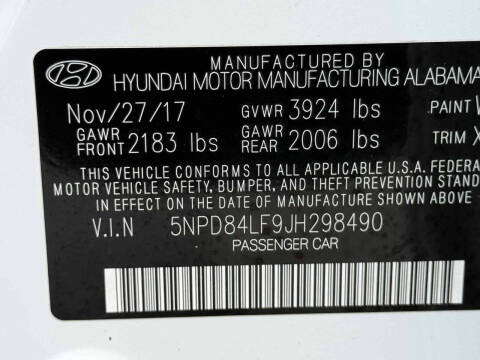 MANUFACTURED BY
HYUNDAI MOTOR MANUFACTURING ALABAMA
Nov/27/17 GVWR 3924 lbs PAINT
GAWR FRONT 2183 lbs GAWR REAR 2006 lbs TRIM X
THIS VEHICLE CONFORMS TO ALL APPLICABLE U.S.A. FEDERA
MOTOR VEHICLE SAFETY, BUMPER, AND THEFT PREVENTION
STANDARDS IN EFFECT ON THE DATE OF MANUFACTURE SHOWN ABOVE
V.I.N 5NPD84LF9JH298490
PASSENGER CAR